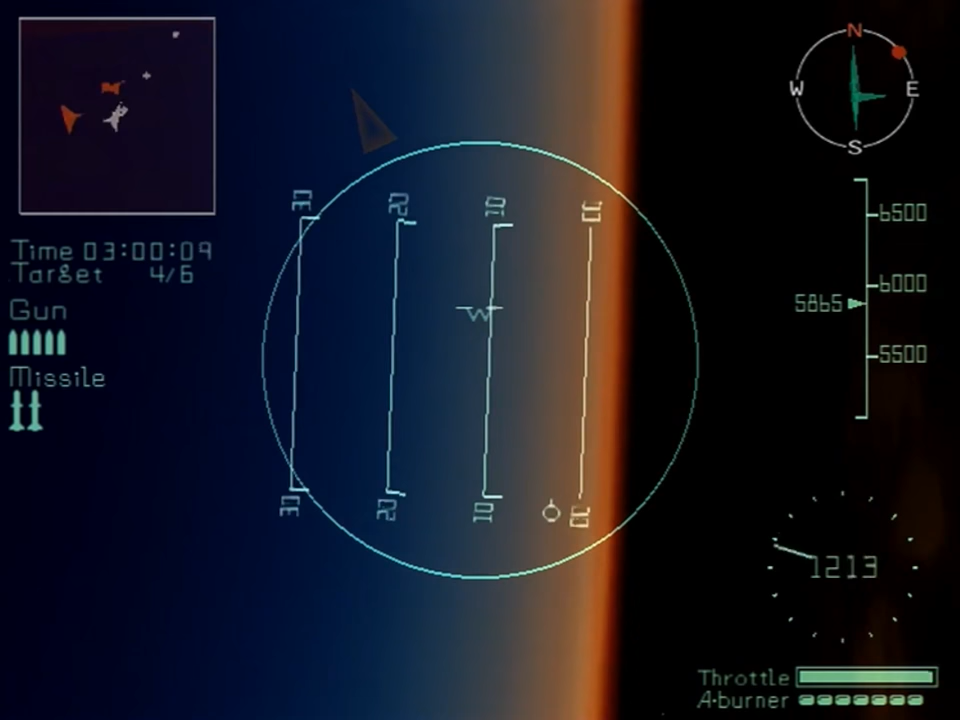 Time 03:00:09
Target 4/6
Gun
Missile
30
20
10
00
30
20
10
00
N
W
E
S
6500
6000
5865
5500
1213
Throttle
A·burner